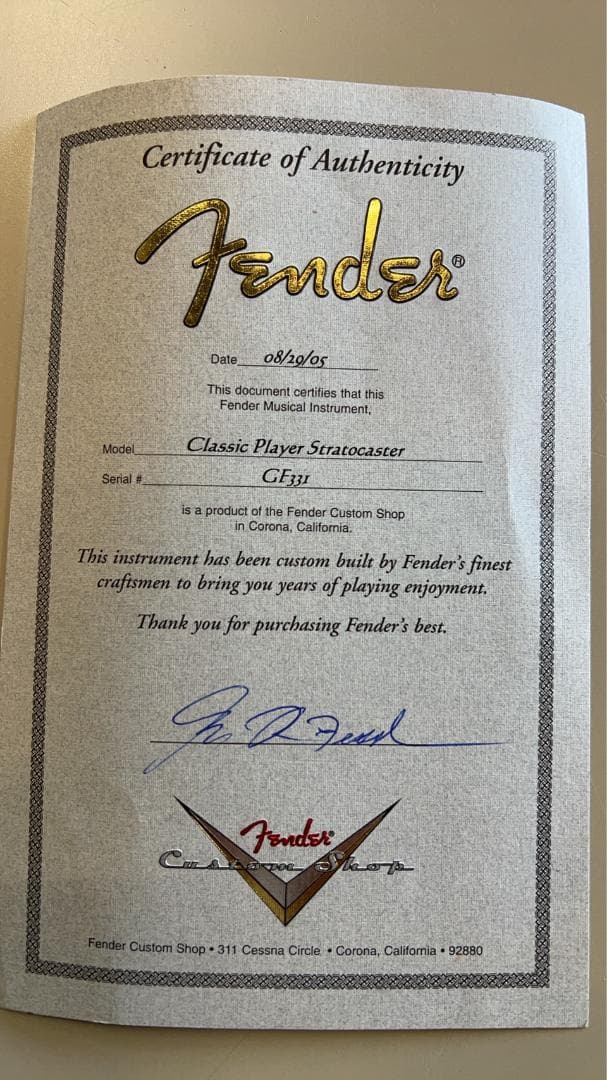 Certificate of Authenticity
Fender®
Date 08/29/05
This document certifies that this
Fender Musical Instrument,
Model Classic Player Stratocaster
Serial # GF331
is a product of the Fender Custom Shop
in Corona, California.
This instrument has been custom built by Fender's finest
craftsmen to bring you years of playing enjoyment.
Thank you for purchasing Fender's best.
Fender®
Custom Shop
Fender Custom Shop • 311 Cessna Circle • Corona, California • 92880